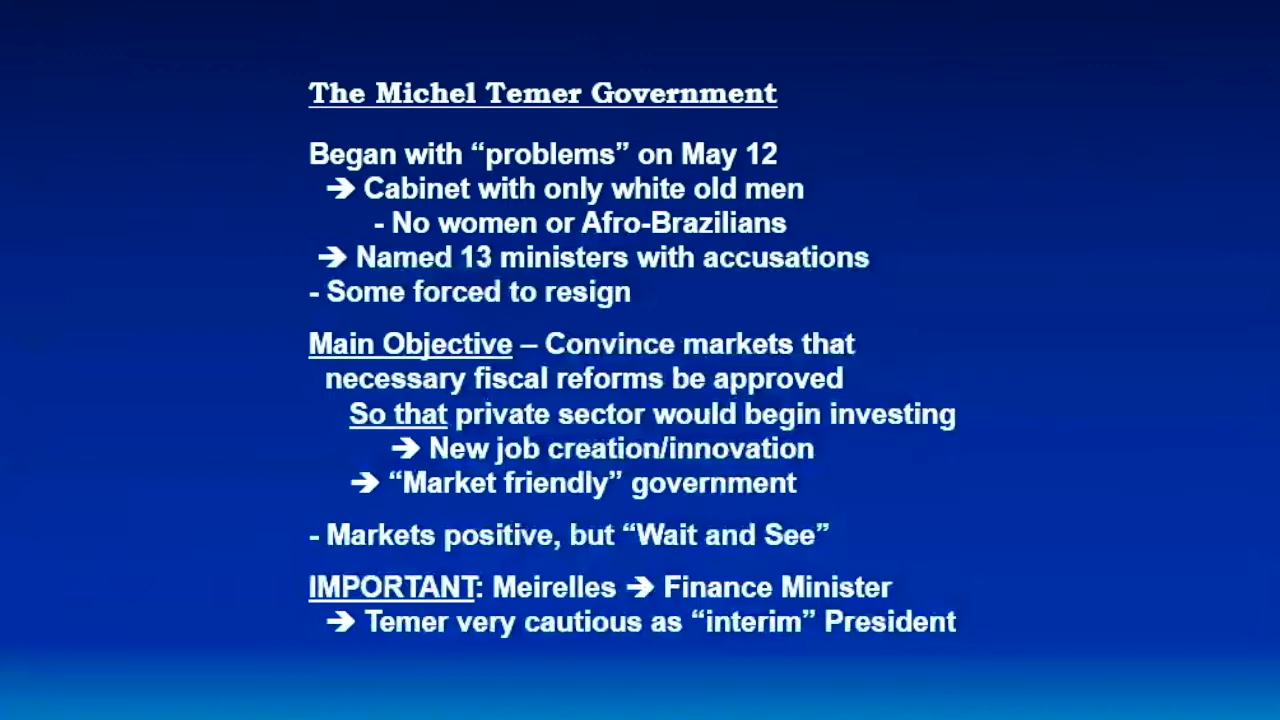 The Michel Temer Government
Began with “problems” on May 12
➔ Cabinet with only white old men
- No women or Afro-Brazilians
➔ Named 13 ministers with accusations
- Some forced to resign
Main Objective – Convince markets that
necessary fiscal reforms be approved
So that private sector would begin investing
➔ New job creation/innovation
➔ “Market friendly” government
- Markets positive, but “Wait and See”
IMPORTANT: Meirelles ➔ Finance Minister
➔ Temer very cautious as “interim” President